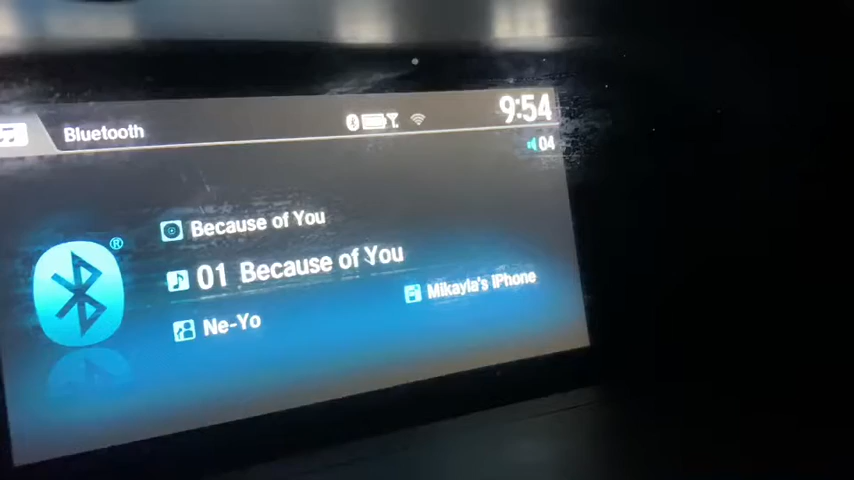 Bluetooth
9:54
04
®
Because of You
01 Because of You
Mikayla's iPhone
Ne-Yo